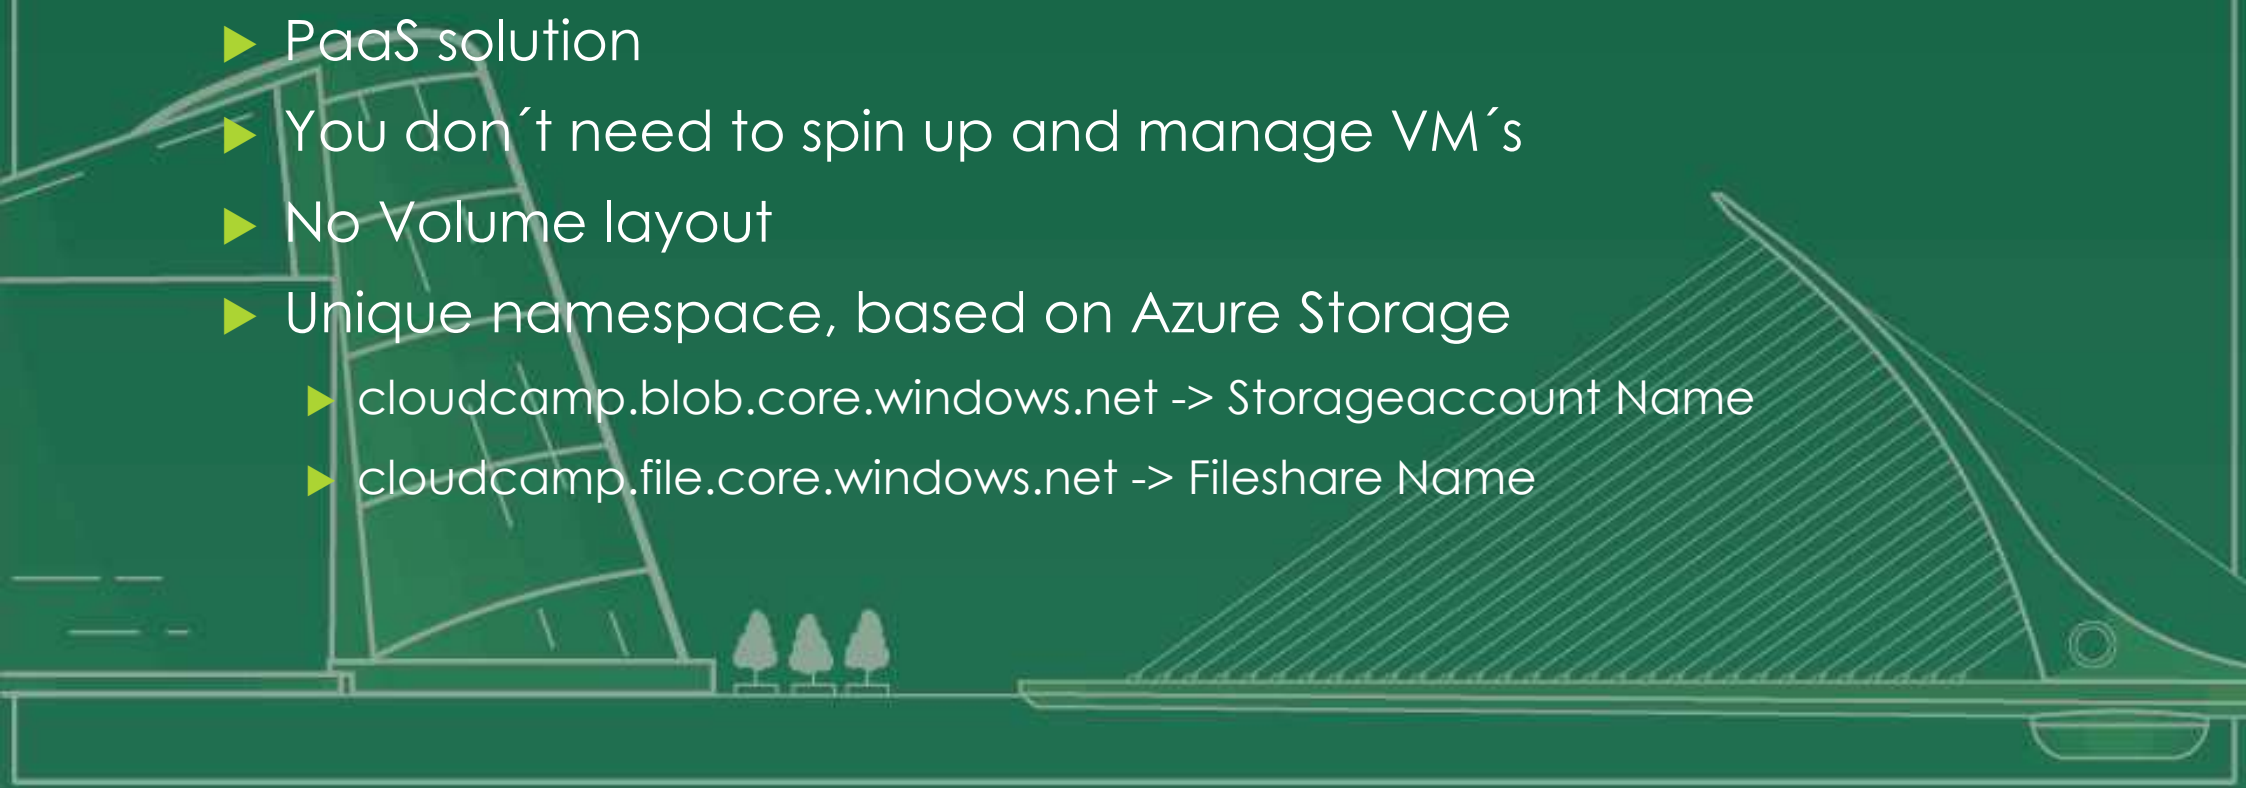 PaaS solution
You don´t need to spin up and manage VM´s
No Volume layout
Unique namespace, based on Azure Storage
cloudcamp.blob.core.windows.net -> Storageaccount Name
cloudcamp.file.core.windows.net -> Fileshare Name